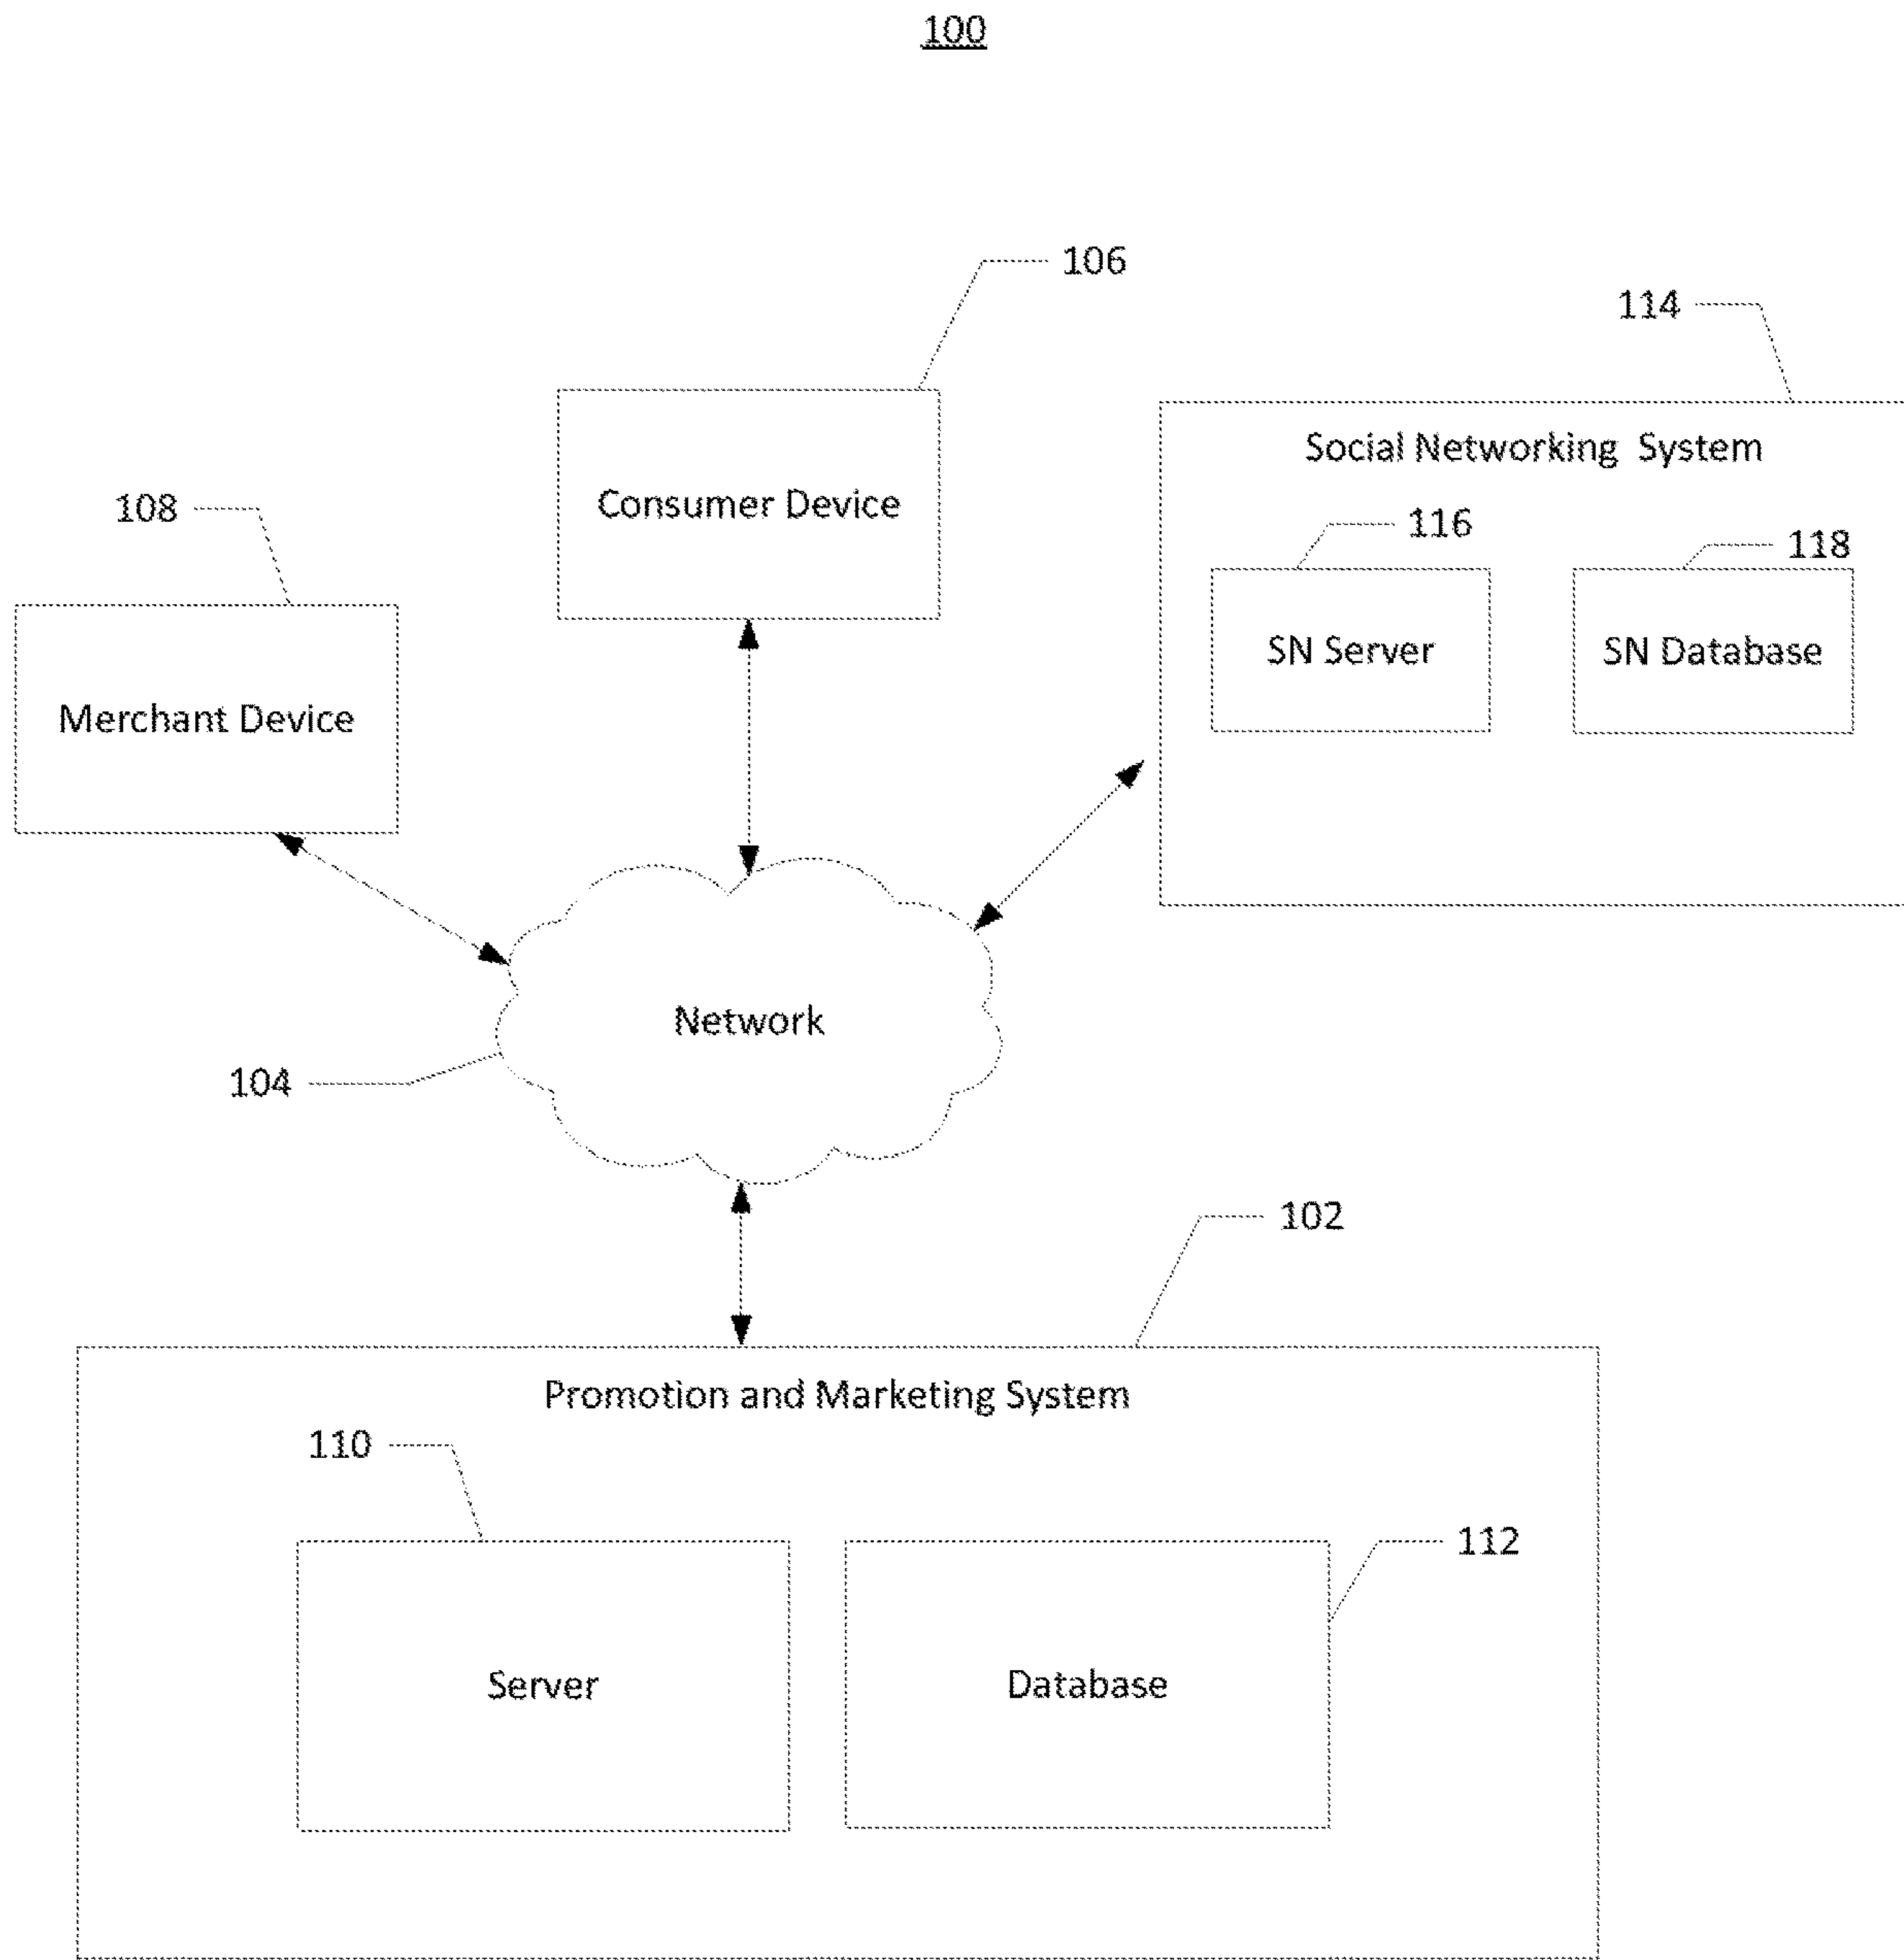 100
106
114
Social Networking System
108
Consumer Device
116
118
SN Server
SN Database
Merchant Device
Network
104
102
Promotion and Marketing System
110
112
Server
Database